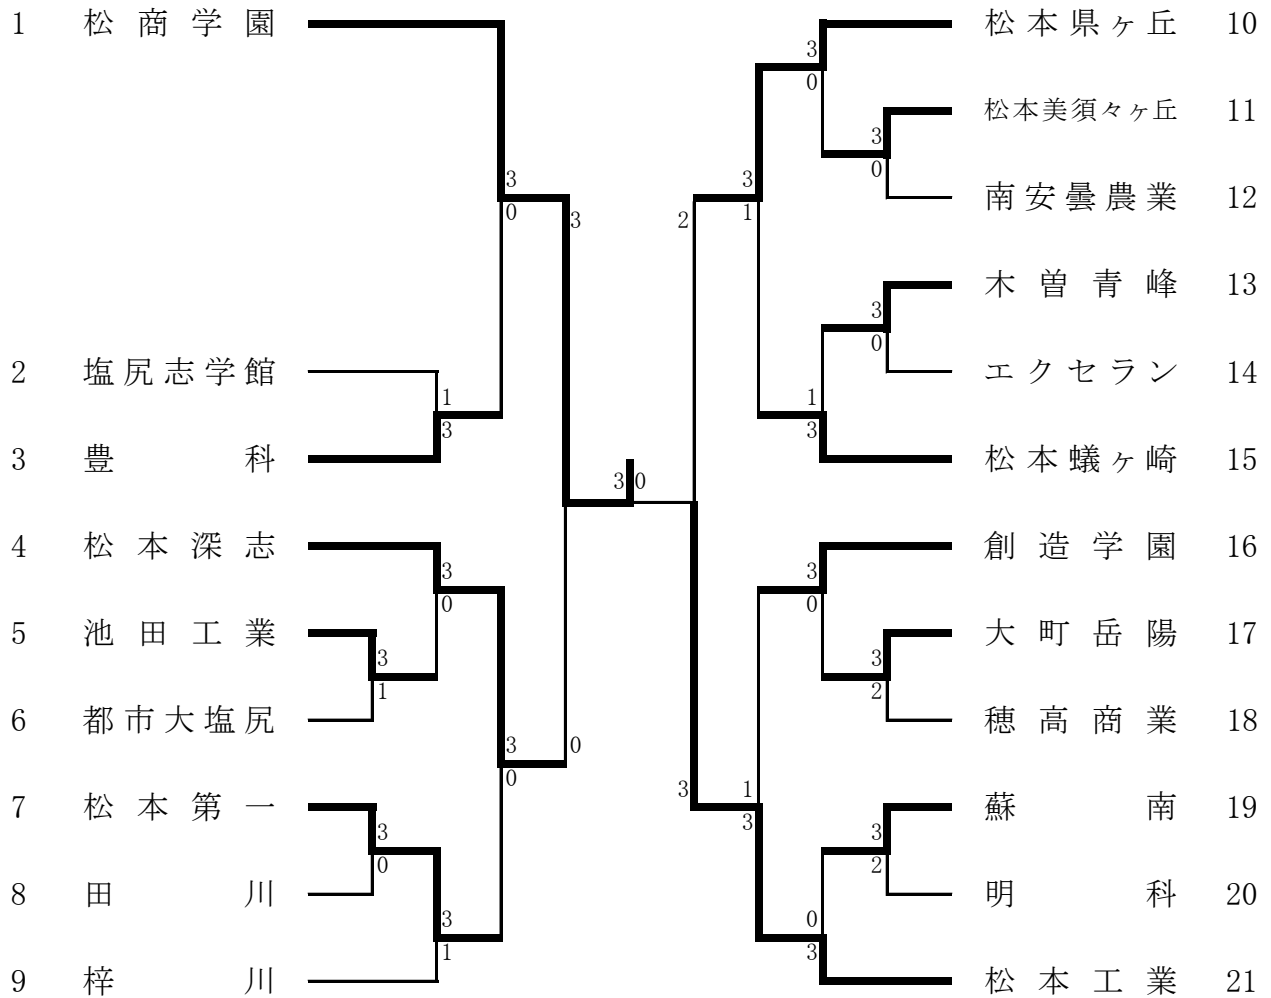 1 松商学園
松本県ヶ丘 10
3
0
松本美須々ヶ丘 11
3
0
3
3
0
3
2
1
南安曇農業 12
木曽青峰 13
3
0
2 塩尻志学館
エクセラン 14
1
3
1
3
3 豊科
松本蟻ヶ崎 15
3 0
4 松本深志
創造学園 16
3
0
3
0
5 池田工業
大町岳陽 17
3
1
3
2
6 都市大塩尻
穂高商業 18
3
0
0
3
1
3
7 松本第一
蘇南 19
3
0
3
2
8 田川
明科 20
3
1
0
3
9 梓川
松本工業 21